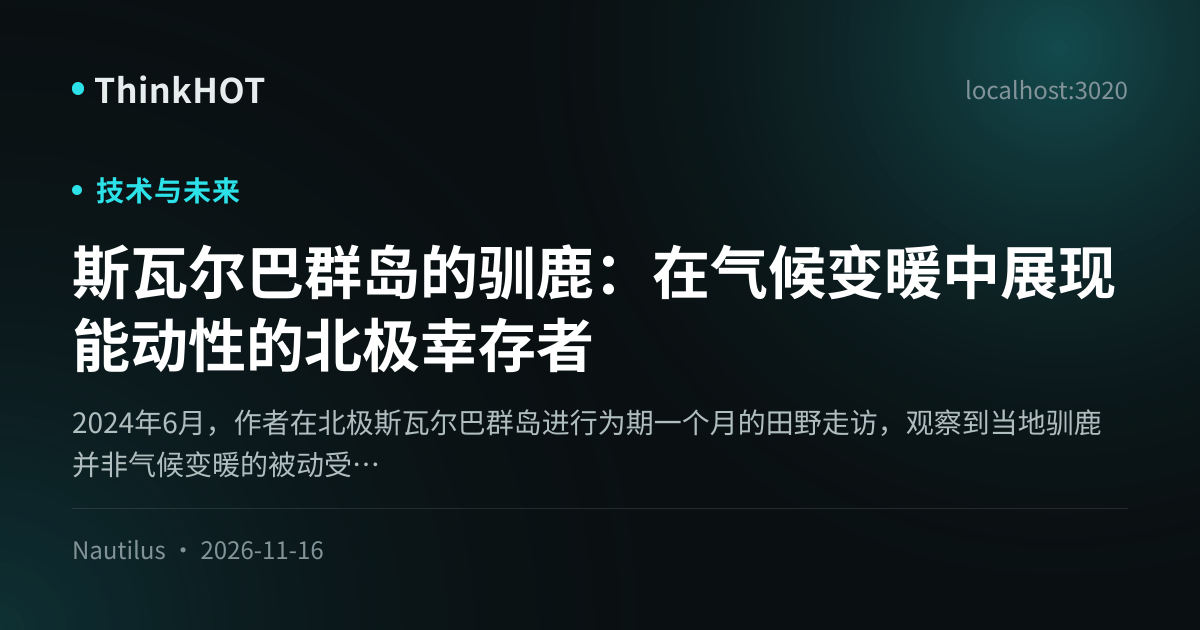 ThinkHOT
localhost:3020
技术与未来
斯瓦尔巴群岛的驯鹿：在气候变暖中展现
能动性的北极幸存者
2024年6月，作者在北极斯瓦尔巴群岛进行为期一个月的田野走访，观察到当地驯鹿
并非气候变暖的被动受…
Nautilus · 2026-11-16